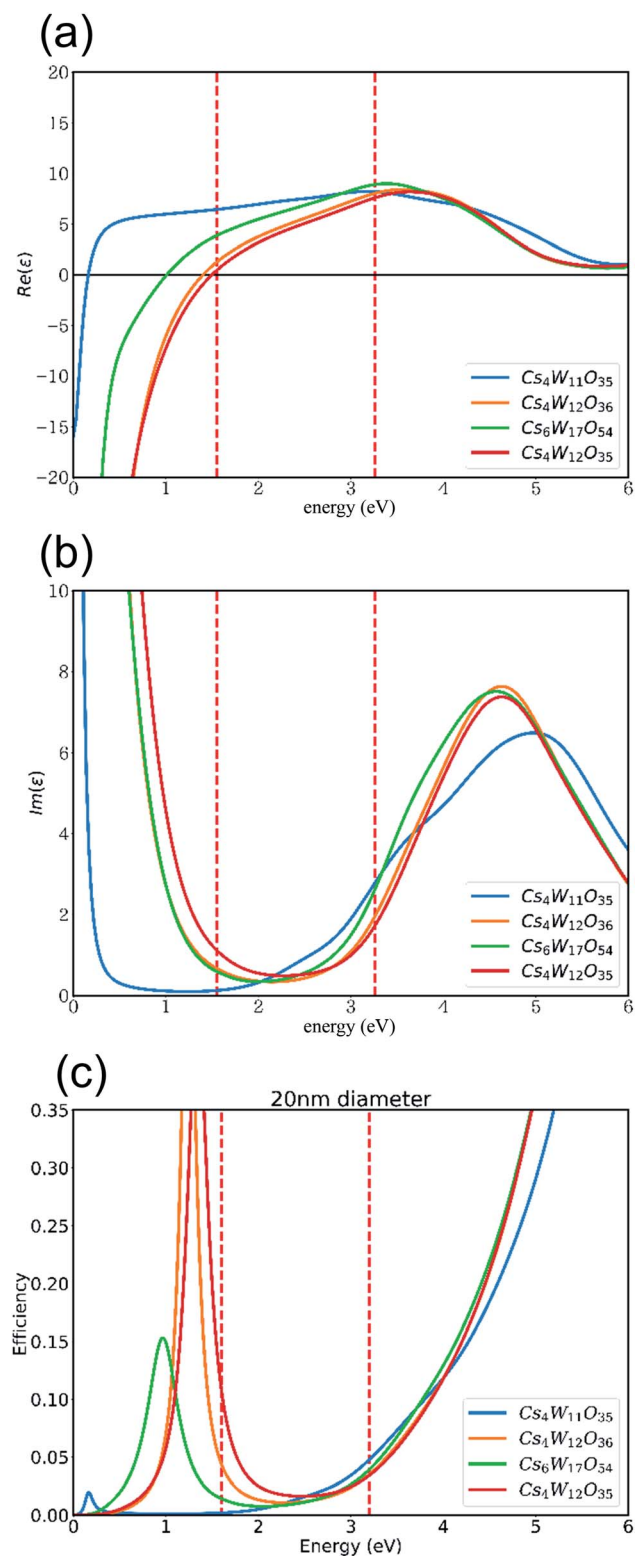 (a)
20
15
10
5
0
−5
−10
−15
−20
Re(ε)
0 1 2 3 4 5 6
energy (eV)
Cs₄W₁₁O₃₅
Cs₄W₁₂O₃₆
Cs₆W₁₇O₅₄
Cs₄W₁₂O₃₅
(b)
10
8
6
4
2
0
Im(ε)
0 1 2 3 4 5 6
energy (eV)
Cs₄W₁₁O₃₅
Cs₄W₁₂O₃₆
Cs₆W₁₇O₅₄
Cs₄W₁₂O₃₅
(c)
20nm diameter
0.35
0.30
0.25
0.20
0.15
0.10
0.05
0.00
Efficiency
0 1 2 3 4 5 6
Energy (eV)
Cs₄W₁₁O₃₅
Cs₄W₁₂O₃₆
Cs₆W₁₇O₅₄
Cs₄W₁₂O₃₅